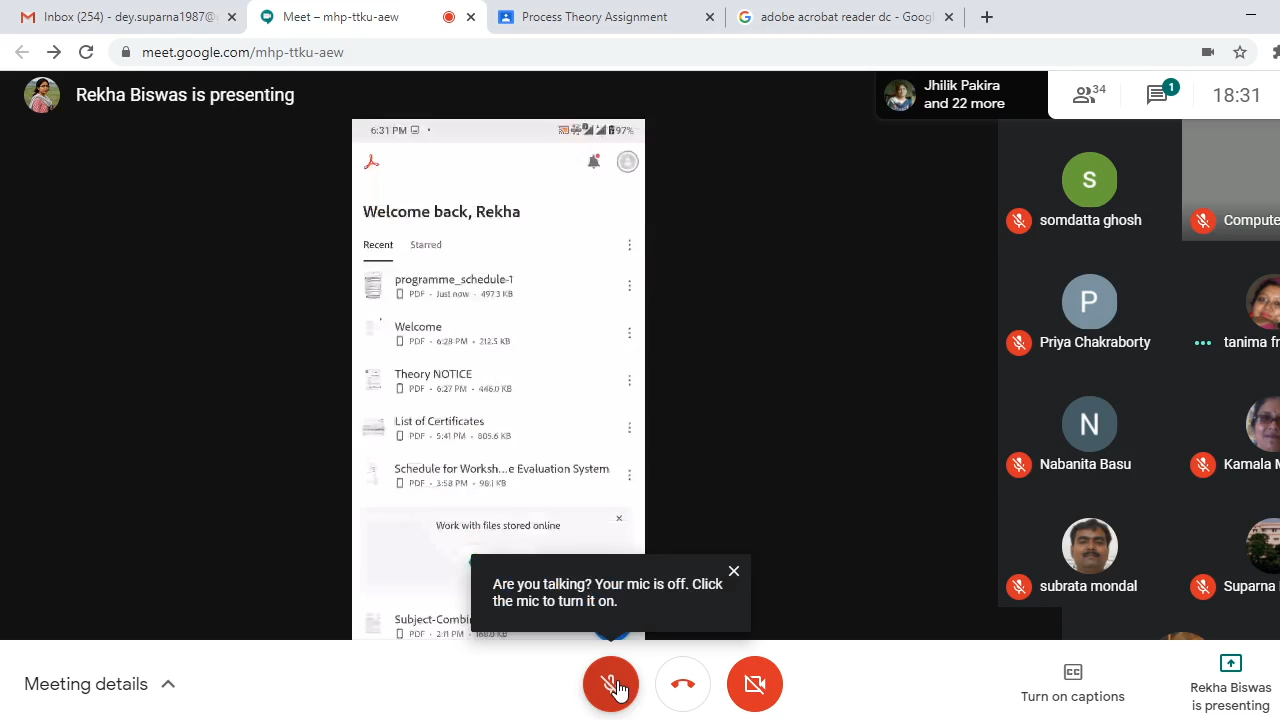 Inbox (254) - dey.suparna1987@
Meet – mhp-ttku-aew
Process Theory Assignment
adobe acrobat reader dc - Goog
meet.google.com/mhp-ttku-aew
Rekha Biswas is presenting
Jhilik Pakira
and 22 more
34
1
18:31
6:31 PM
97%
Welcome back, Rekha
Recent Starred
programme_schedule-1
PDF - Just now - 497.3 KB
Welcome
PDF - 6:28 PM - 212.5 KB
Theory NOTICE
PDF - 6:27 PM - 446.0 KB
List of Certificates
PDF - 5:41 PM - 805.6 KB
Schedule for Worksh...e Evaluation System
PDF - 3:58 PM - 98.1 KB
Work with files stored online
Are you talking? Your mic is off. Click
the mic to turn it on.
Subject-Combi
PDF - 2:11 PM - 168.0 KB
S
somdatta ghosh
Compute
P
Priya Chakraborty
tanima fr
N
Nabanita Basu
Kamala M
subrata mondal
Suparna
Meeting details
Turn on captions
Rekha Biswas
is presenting